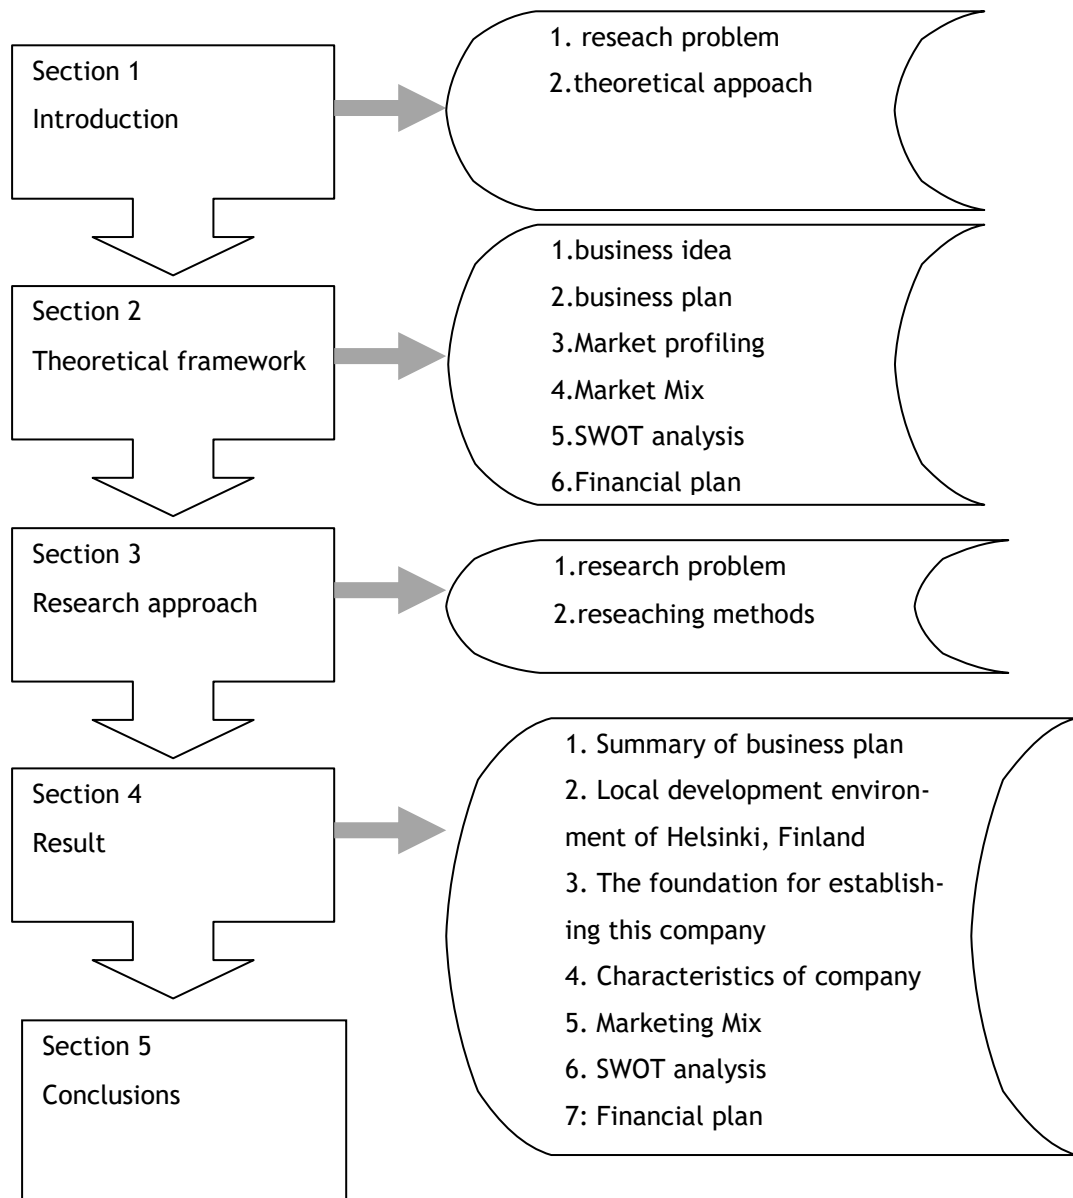 Section 1
Introduction
1. reseach problem
2.theoretical appoach
Section 2
Theoretical framework
1.business idea
2.business plan
3.Market profiling
4.Market Mix
5.SWOT analysis
6.Financial plan
Section 3
Research approach
1.research problem
2.reseaching methods
Section 4
Result
1. Summary of business plan
2. Local development environ-
ment of Helsinki, Finland
3. The foundation for establish-
ing this company
4. Characteristics of company
5. Marketing Mix
6. SWOT analysis
7: Financial plan
Section 5
Conclusions